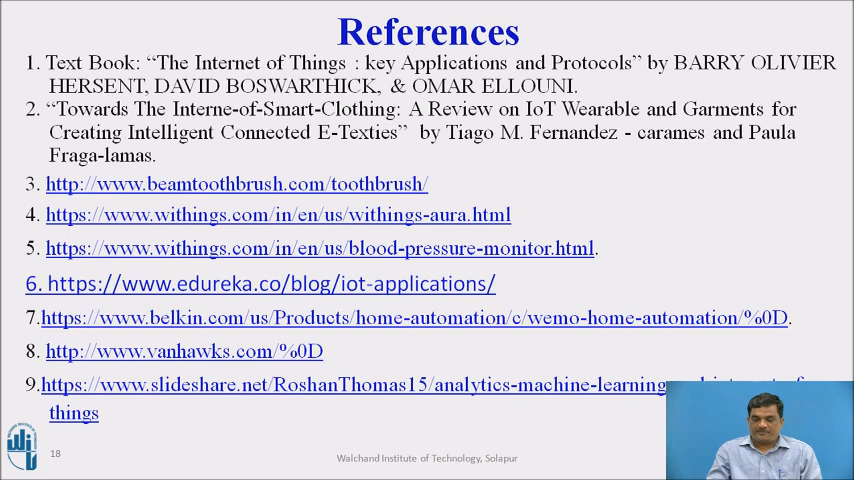 References
1. Text Book: “The Internet of Things : key Applications and Protocols” by BARRY OLIVIER
HERSENT, DAVID BOSWARTHICK, & OMAR ELLOUNI.
2. “Towards The Interne-of-Smart-Clothing: A Review on IoT Wearable and Garments for
Creating Intelligent Connected E-Texties” by Tiago M. Fernandez - carames and Paula
Fraga-lamas.
3. http://www.beamtoothbrush.com/toothbrush/
4. https://www.withings.com/in/en/us/withings-aura.html
5. https://www.withings.com/in/en/us/blood-pressure-monitor.html.
6. https://www.edureka.co/blog/iot-applications/
7.https://www.belkin.com/us/Products/home-automation/c/wemo-home-automation/%0D.
8. http://www.vanhawks.com/%0D
9.https://www.slideshare.net/RoshanThomas15/analytics-machine-learning
things
18
Walchand Institute of Technology, Solapur